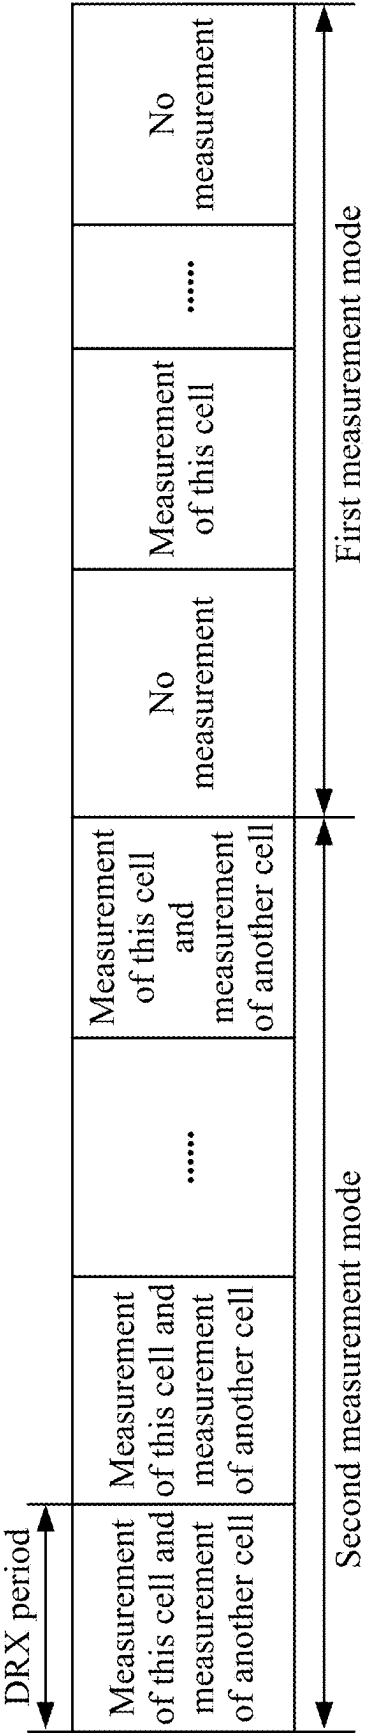 DRX period
Measurement
of this cell and
measurement
of another cell
Measurement
of this cell and
measurement
of another cell
......
Measurement
of this cell
and
measurement
of another cell
No
measurement
Measurement
of this cell
......
No
measurement
Second measurement mode
First measurement mode